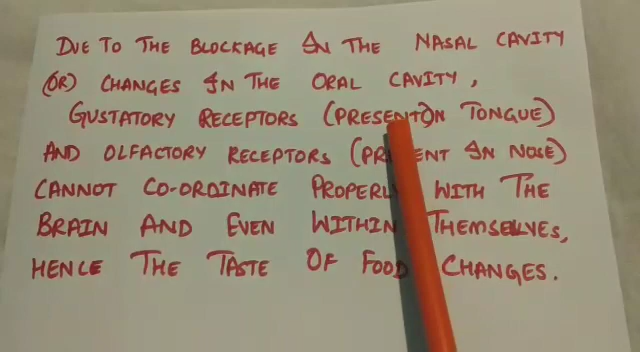 DUE TO THE BLOCKAGE IN THE NASAL CAVITY
(OR) CHANGES IN THE ORAL CAVITY,
GUSTATORY RECEPTORS (PRESENT ON TONGUE)
AND OLFACTORY RECEPTORS (PRESENT IN NOSE)
CANNOT CO-ORDINATE PROPERLY WITH THE
BRAIN AND EVEN WITHIN THEMSELVES,
HENCE THE TASTE OF FOOD CHANGES.